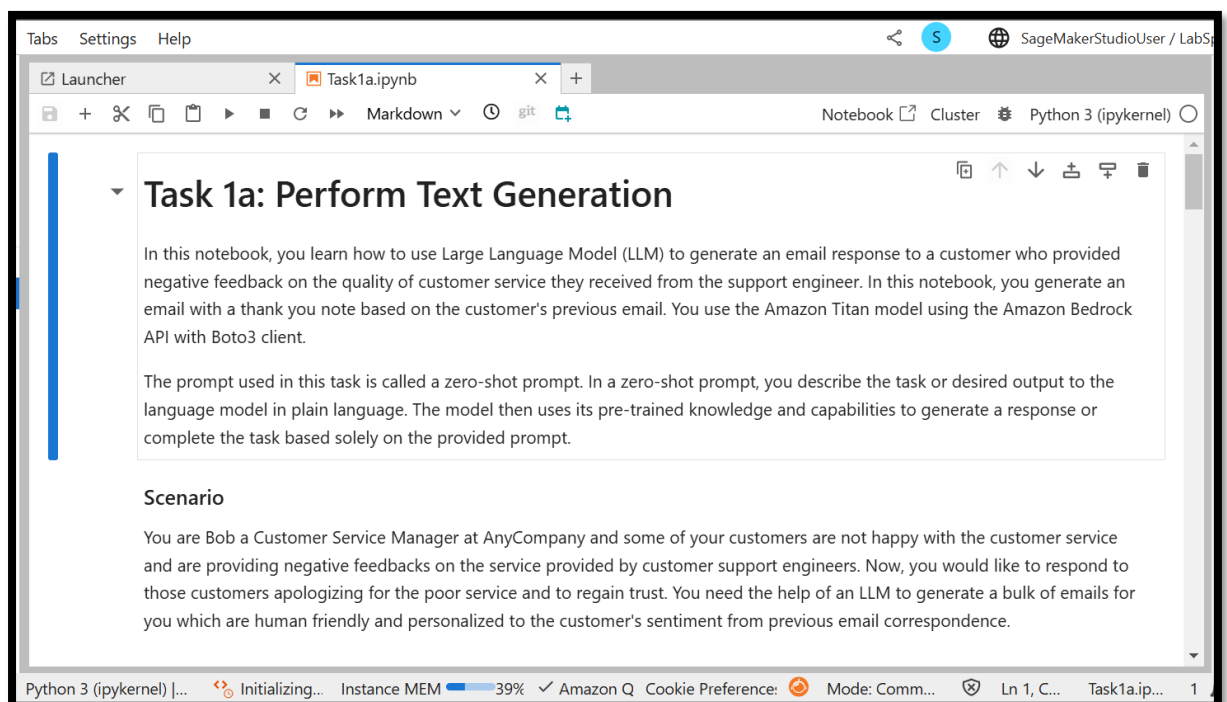 Tabs Settings Help S SageMakerStudioUser / LabSp
Launcher Task1a.ipynb
Markdown git Notebook Cluster Python 3 (ipykernel)
Task 1a: Perform Text Generation
In this notebook, you learn how to use Large Language Model (LLM) to generate an email response to a customer who provided
negative feedback on the quality of customer service they received from the support engineer. In this notebook, you generate an
email with a thank you note based on the customer's previous email. You use the Amazon Titan model using the Amazon Bedrock
API with Boto3 client.
The prompt used in this task is called a zero-shot prompt. In a zero-shot prompt, you describe the task or desired output to the
language model in plain language. The model then uses its pre-trained knowledge and capabilities to generate a response or
complete the task based solely on the provided prompt.
Scenario
You are Bob a Customer Service Manager at AnyCompany and some of your customers are not happy with the customer service
and are providing negative feedbacks on the service provided by customer support engineers. Now, you would like to respond to
those customers apologizing for the poor service and to regain trust. You need the help of an LLM to generate a bulk of emails for
you which are human friendly and personalized to the customer's sentiment from previous email correspondence.
Python 3 (ipykernel) |... Initializing... Instance MEM 39% Amazon Q Cookie Preferences Mode: Comm... Ln 1, C... Task1a.ip... 1